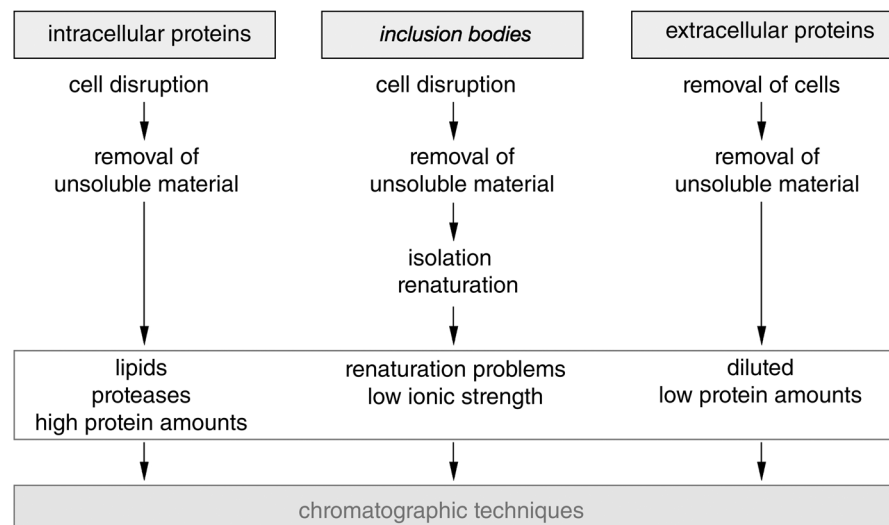 intracellular proteins
cell disruption
removal of
unsoluble material
lipids
proteases
high protein amounts
inclusion bodies
cell disruption
removal of
unsoluble material
isolation
renaturation
renaturation problems
low ionic strength
extracellular proteins
removal of cells
removal of
unsoluble material
diluted
low protein amounts
chromatographic techniques